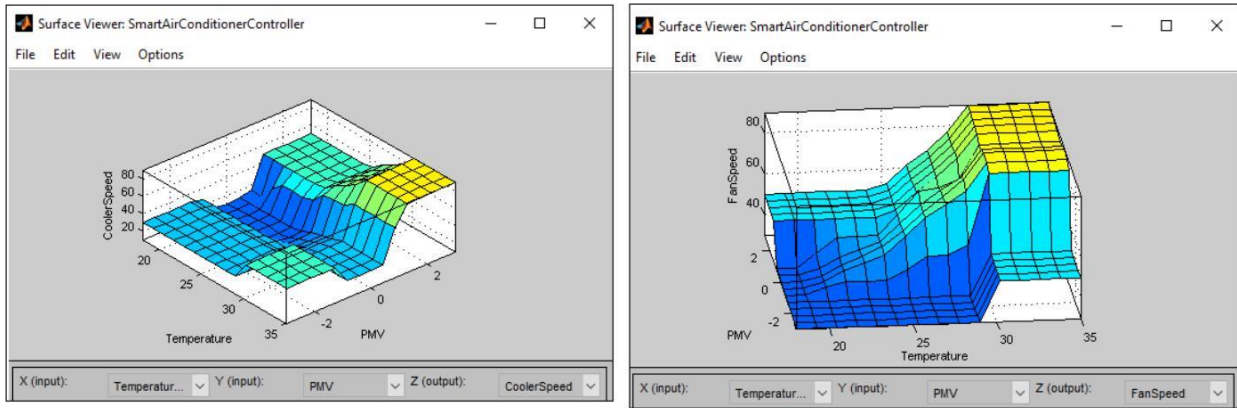 Surface Viewer: SmartAirConditionerController
File Edit View Options
80
60
40
20
CoolerSpeed
20
25
30
35
Temperature
-2
0
2
PMV
X (input): Temperatur... Y (input): PMV Z (output): CoolerSpeed
Surface Viewer: SmartAirConditionerController
File Edit View Options
80
60
40
FanSpeed
2
0
-2
PMV
20
25
30
35
Temperature
X (input): Temperatur... Y (input): PMV Z (output): FanSpeed